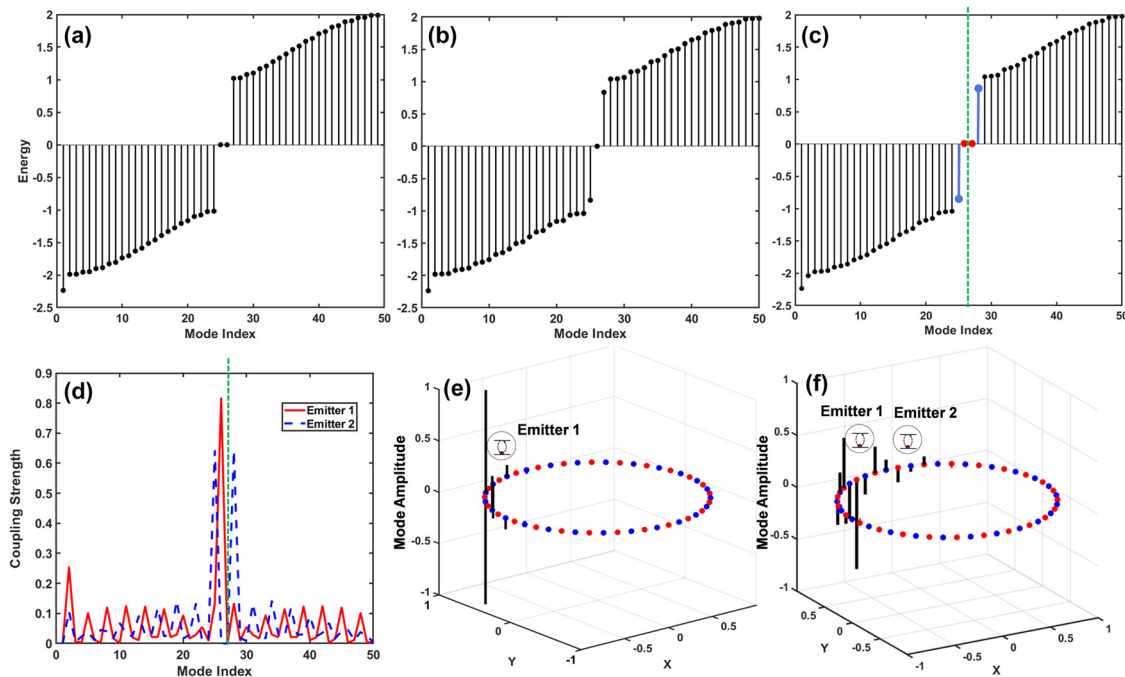 (a)
2
1.5
1
0.5
0
-0.5
-1
-1.5
-2
-2.5
Energy
0 10 20 30 40 50
Mode Index
(b)
2
1.5
1
0.5
0
-0.5
-1
-1.5
-2
-2.5
0 10 20 30 40 50
Mode Index
(c)
2
1.5
1
0.5
0
-0.5
-1
-1.5
-2
-2.5
0 10 20 30 40 50
Mode Index
(d)
0.9
0.8
0.7
0.6
0.5
0.4
0.3
0.2
0.1
0
Coupling Strength
Emitter 1
Emitter 2
0 10 20 30 40 50
Mode Index
(e)
Emitter 1
1
0.5
0
-0.5
-1
Mode Amplitude
1
0
-1
Y
-0.5
0
0.5
X
(f)
Emitter 1 Emitter 2
1
0.5
0
-0.5
-1
Mode Amplitude
0.5
0
-0.5
-1
Y
-1
-0.5
0
0.5
1
X